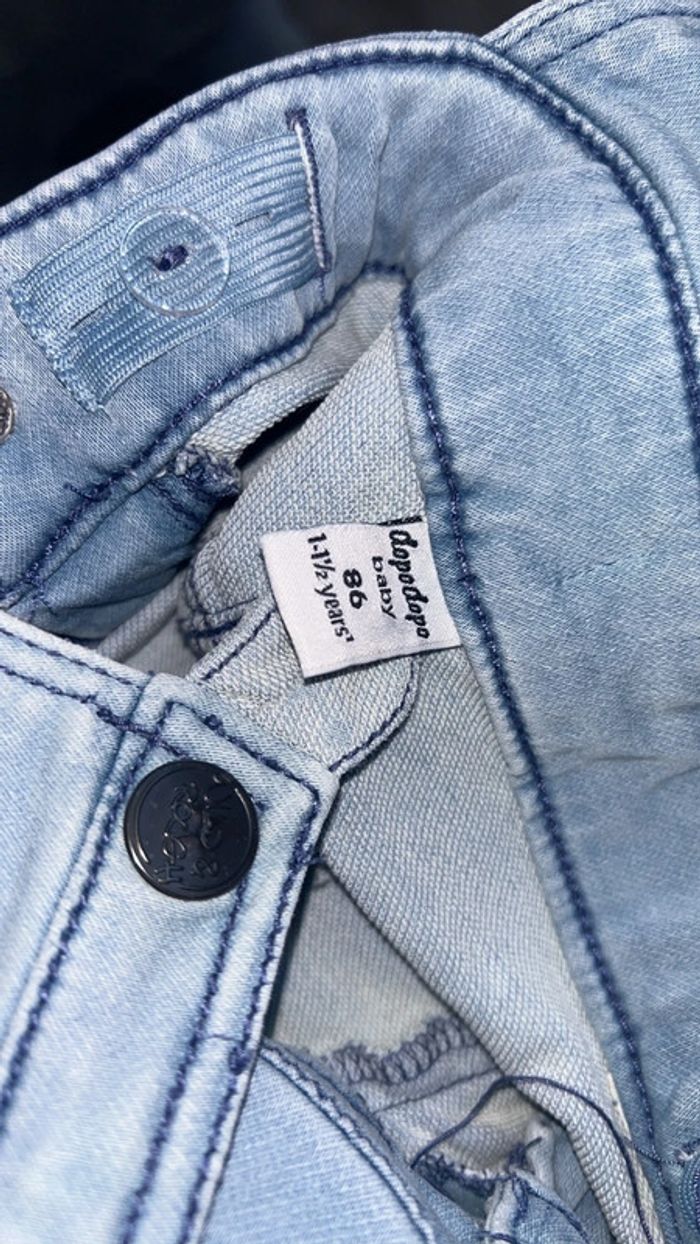 dopodopo
baby
86
1-1½ years'